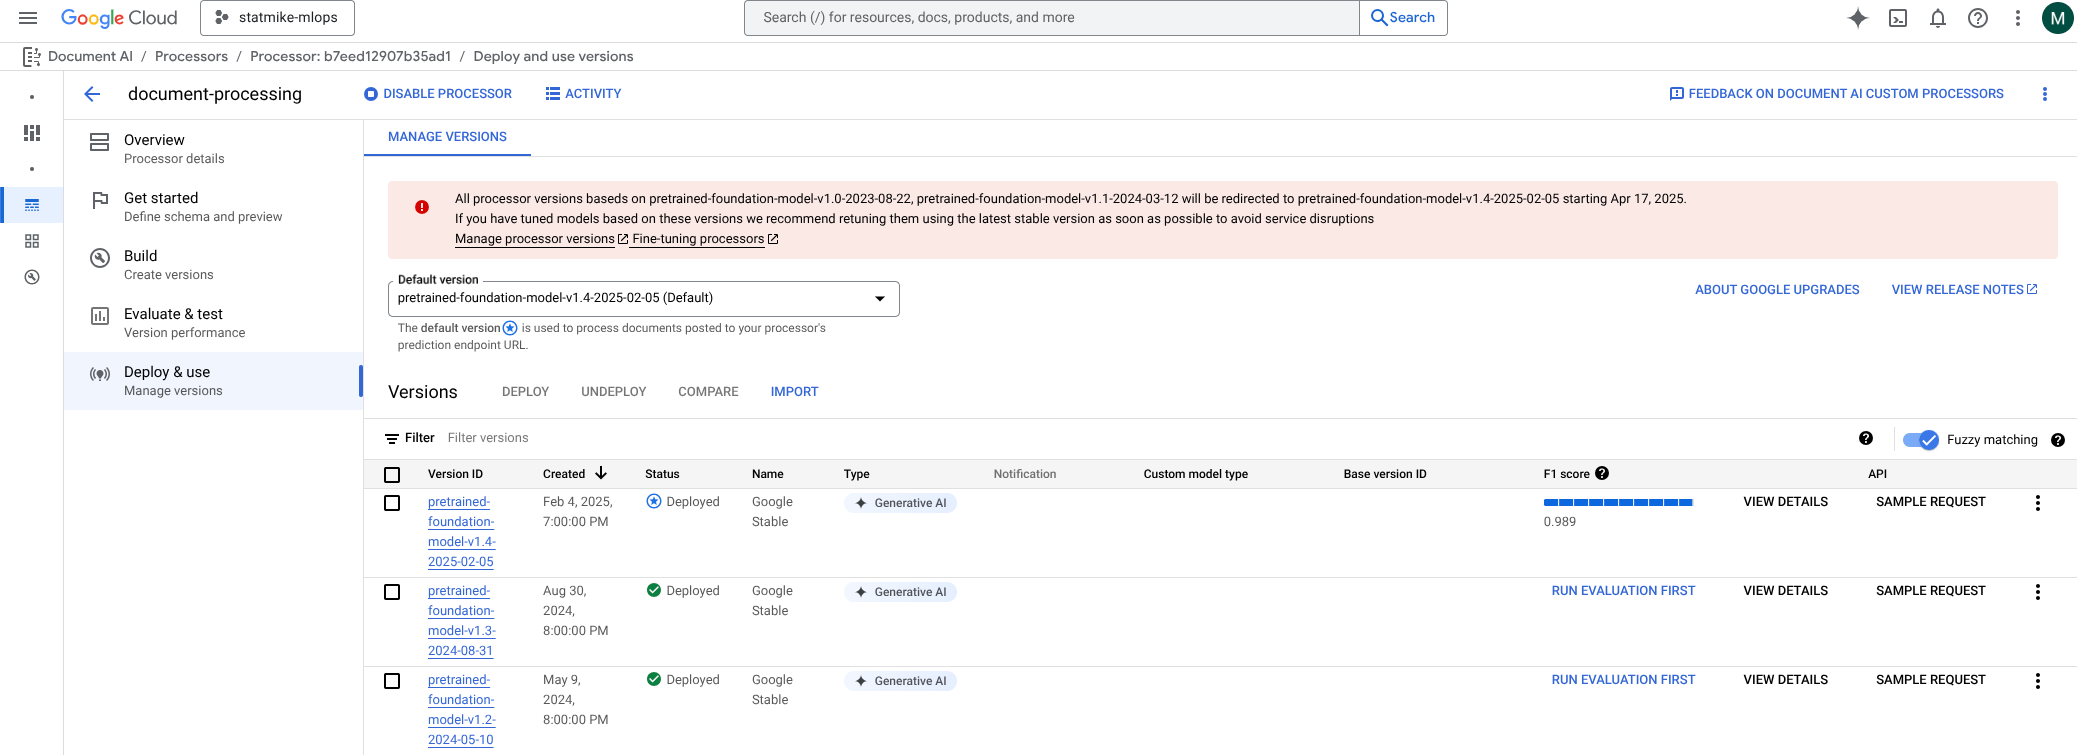 Google Cloud
statmike-mlops
Search (/) for resources, docs, products, and more
Search
M
Document AI / Processors / Processor: b7eed12907b35ad1 / Deploy and use versions
document-processing
DISABLE PROCESSOR
ACTIVITY
FEEDBACK ON DOCUMENT AI CUSTOM PROCESSORS
Overview
Processor details
Get started
Define schema and preview
Build
Create versions
Evaluate & test
Version performance
Deploy & use
Manage versions
MANAGE VERSIONS
All processor versions baseds on pretrained-foundation-model-v1.0-2023-08-22, pretrained-foundation-model-v1.1-2024-03-12 will be redirected to pretrained-foundation-model-v1.4-2025-02-05 starting Apr 17, 2025.
If you have tuned models based on these versions we recommend retuning them using the latest stable version as soon as possible to avoid service disruptions
Manage processor versions Fine-tuning processors
Default version
pretrained-foundation-model-v1.4-2025-02-05 (Default)
The default version is used to process documents posted to your processor's
prediction endpoint URL.
ABOUT GOOGLE UPGRADES
VIEW RELEASE NOTES
Versions
DEPLOY
UNDEPLOY
COMPARE
IMPORT
Filter
Filter versions
Fuzzy matching
Version ID
Created
Status
Name
Type
Notification
Custom model type
Base version ID
F1 score
API
pretrained-
foundation-
model-v1.4-
2025-02-05
Feb 4, 2025,
7:00:00 PM
Deployed
Google
Stable
Generative AI
0.989
VIEW DETAILS
SAMPLE REQUEST
pretrained-
foundation-
model-v1.3-
2024-08-31
Aug 30,
2024,
8:00:00 PM
Deployed
Google
Stable
Generative AI
RUN EVALUATION FIRST
VIEW DETAILS
SAMPLE REQUEST
pretrained-
foundation-
model-v1.2-
2024-05-10
May 9,
2024,
8:00:00 PM
Deployed
Google
Stable
Generative AI
RUN EVALUATION FIRST
VIEW DETAILS
SAMPLE REQUEST